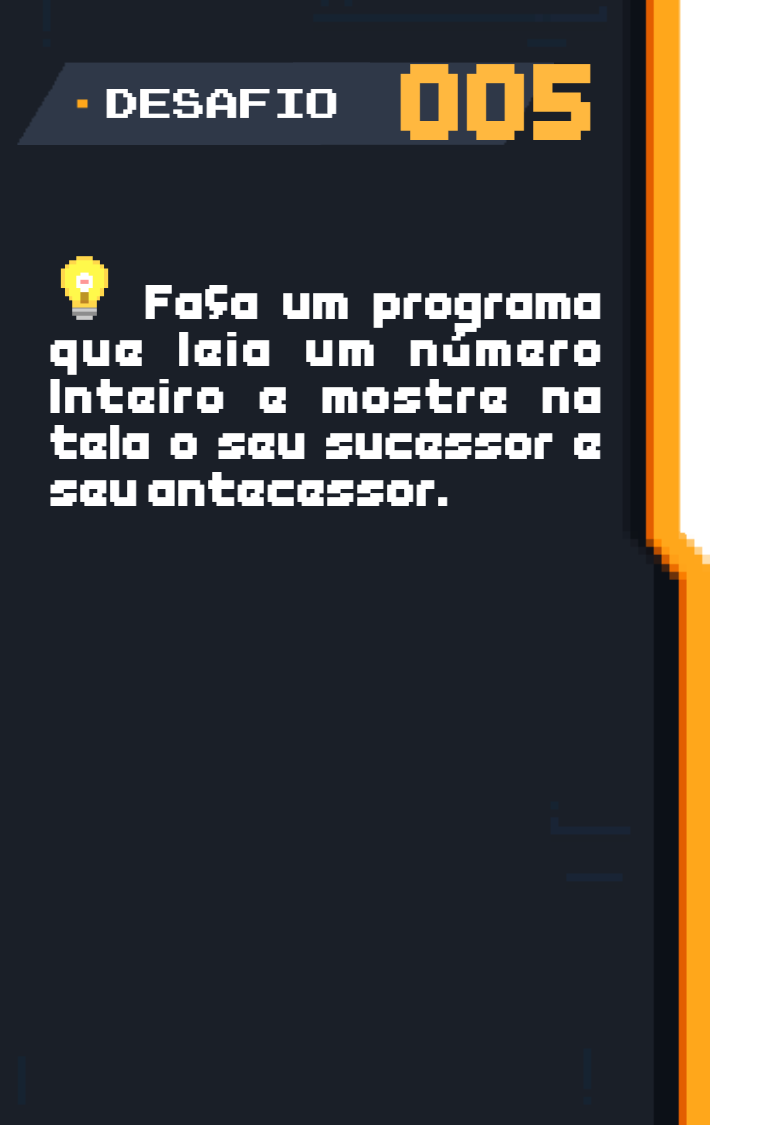 DESAFIO 005
Faça um programa
que leia um número
Inteiro e mostre na
tela o seu sucessor e
seu antecessor.